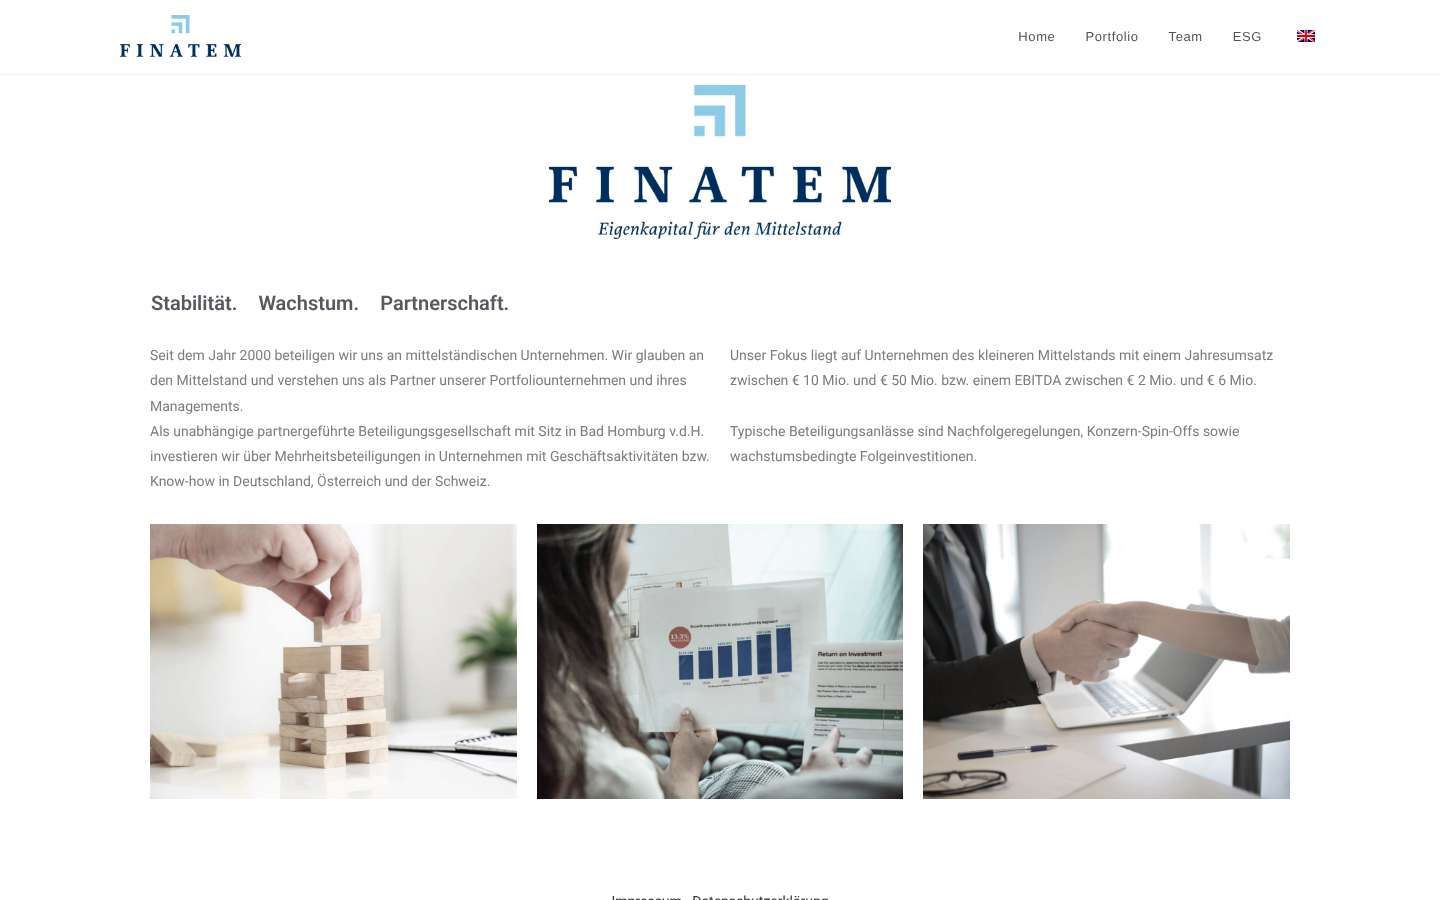 FINATEM
Home Portfolio Team ESG
FINATEM
Eigenkapital für den Mittelstand
Stabilität. Wachstum. Partnerschaft.
Seit dem Jahr 2000 beteiligen wir uns an mittelständischen Unternehmen. Wir glauben an
den Mittelstand und verstehen uns als Partner unserer Portfoliounternehmen und ihres
Managements.
Als unabhängige partnergeführte Beteiligungsgesellschaft mit Sitz in Bad Homburg v.d.H.
investieren wir über Mehrheitsbeteiligungen in Unternehmen mit Geschäftsaktivitäten bzw.
Know-how in Deutschland, Österreich und der Schweiz.
Unser Fokus liegt auf Unternehmen des kleineren Mittelstands mit einem Jahresumsatz
zwischen € 10 Mio. und € 50 Mio. bzw. einem EBITDA zwischen € 2 Mio. und € 6 Mio.
Typische Beteiligungsanlässe sind Nachfolgeregelungen, Konzern-Spin-Offs sowie
wachstumsbedingte Folgeinvestitionen.
13.3%
Return on Investment
Impressum Datenschutzerklärung